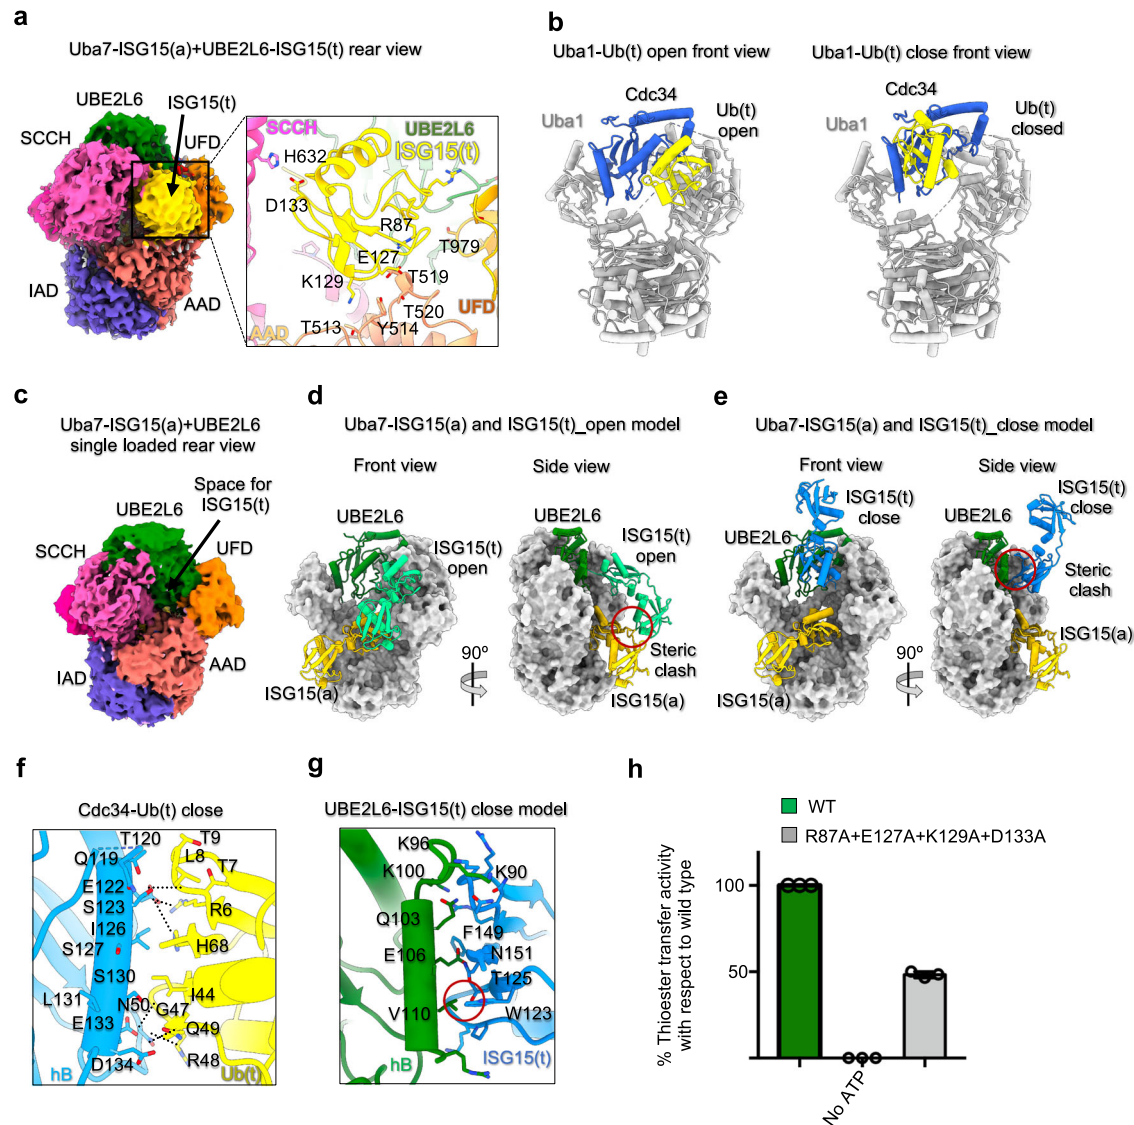 a
Uba7-ISG15(a)+UBE2L6-ISG15(t) rear view
UBE2L6
ISG15(t)
SCCH
UFD
IAD
AAD
SCCH
UBE2L6
ISG15(t)
H632
D133
R87
E127
T979
K129
T519
UFD
T520
T513
Y514
AAD
b
Uba1-Ub(t) open front view
Uba1-Ub(t) close front view
Cdc34
Uba1
Ub(t)
open
Cdc34
Uba1
Ub(t)
closed
c
Uba7-ISG15(a)+UBE2L6
single loaded rear view
Space for
ISG15(t)
UBE2L6
SCCH
UFD
IAD
AAD
d
Uba7-ISG15(a) and ISG15(t)_open model
Front view
Side view
UBE2L6
ISG15(t)
open
ISG15(a)
90º
UBE2L6
ISG15(t)
open
Steric
clash
ISG15(a)
e
Uba7-ISG15(a) and ISG15(t)_close model
Front view
Side view
ISG15(t)
close
UBE2L6
ISG15(a)
90º
UBE2L6
ISG15(t)
close
Steric
clash
ISG15(a)
f
Cdc34-Ub(t) close
T120
T9
Q119
L8
T7
E122
S123
R6
I126
S127
H68
S130
I44
L131
N50
G47
E133
Q49
D134
R48
hB
Ub(t)
g
UBE2L6-ISG15(t) close model
K96
K100
K90
Q103
F149
E106
N151
T125
V110
W123
hB
ISG15(t)
h
WT
R87A+E127A+K129A+D133A
% Thioester transfer activity
with respect to wild type
100
50
No ATP